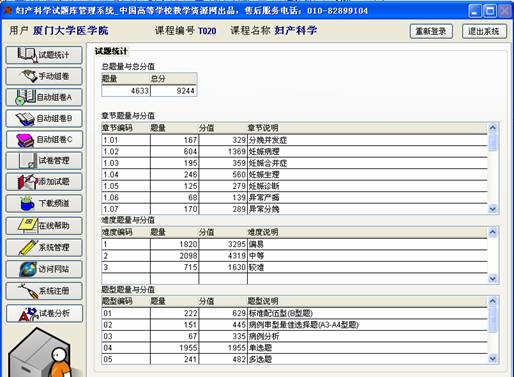 妇产科学试题库管理系统_中国高等学校教学资源网出品，售后服务电话：010-82899104
用户 厦门大学医学院 课程编号 T020 课程名称 妇产科学 重新登录 退出系统
试题统计
手动组卷
自动组卷A
自动组卷B
自动组卷C
试卷管理
添加试题
下载频道
在线帮助
系统管理
访问网站
系统注册
试卷分析
试题统计
总题量与总分值
题量 总分
4633 9244
章节题量与分值
章节编码 题量 分值 章节说明
1.01 167 329 分娩并发症
1.02 604 1369 妊娠病理
1.03 195 359 妊娠合并症
1.04 246 560 妊娠生理
1.05 125 279 妊娠诊断
1.06 68 139 异常产褥
1.07 170 289 异常分娩
难度题量与分值
难度编码 题量 分值 难度说明
1 1820 3295 偏易
2 2098 4319 中等
3 715 1630 较难
题型题量与分值
题型编码 题量 分值 题型说明
01 222 629 标准配伍型(B型题)
02 151 445 病例串型最佳选择题(A3-A4型题)
03 67 335 病例分析
04 1955 1955 单选题
05 241 482 多选题